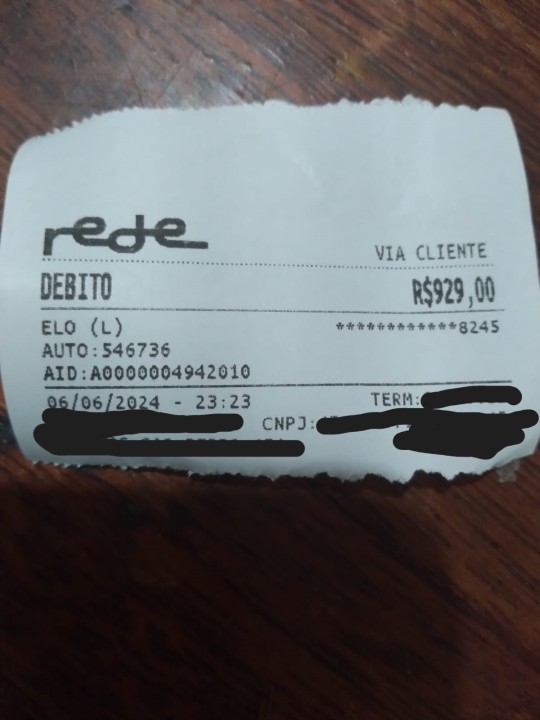 rede
VIA CLIENTE
DEBITO R$929,00
ELO (L) ************8245
AUTO:546736
AID:A0000004942010
06/06/2024 - 23:23 TERM:
CNPJ: